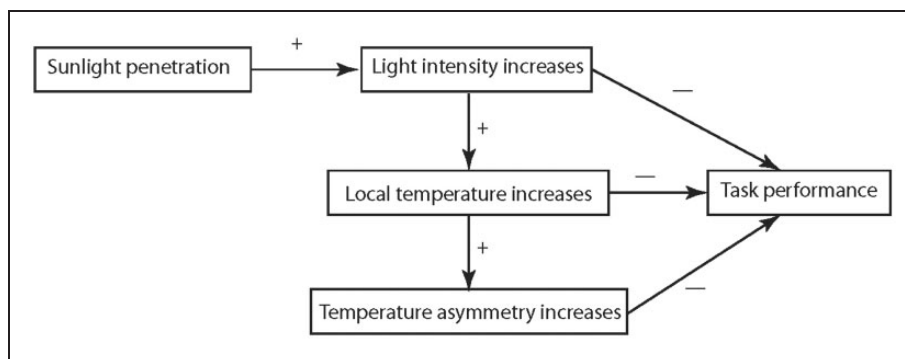 +
Sunlight penetration
Light intensity increases
—
+
Local temperature increases
—
Task performance
+
Temperature asymmetry increases
—